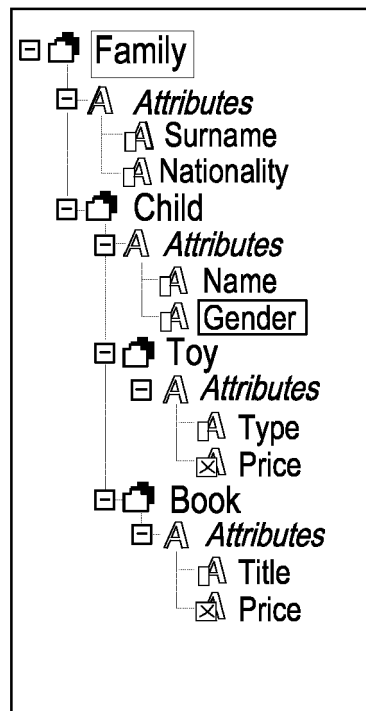 Family
Attributes
Surname
Nationality
Child
Attributes
Name
Gender
Toy
Attributes
Type
Price
Book
Attributes
Title
Price